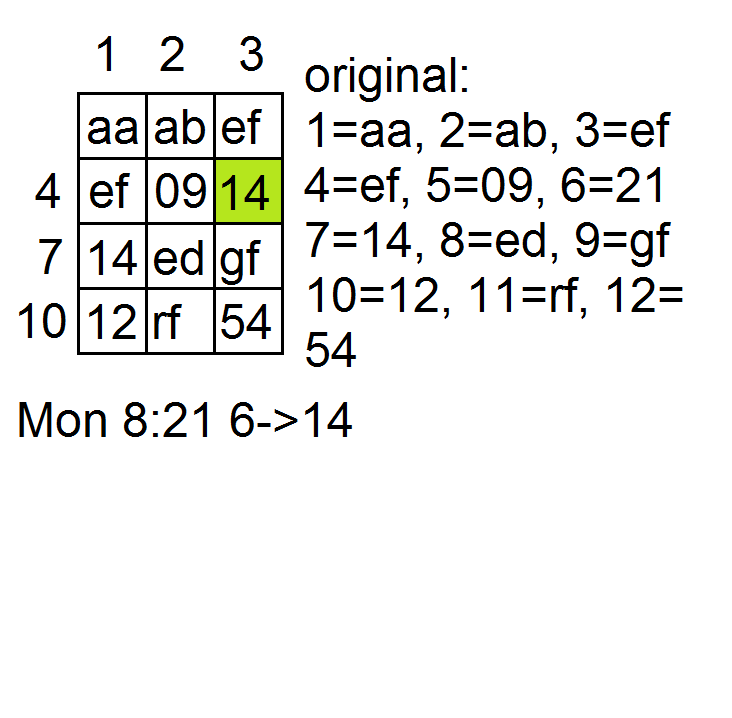 1 2 3
aa ab ef
4 ef 09 14
7 14 ed gf
10 12 rf 54
original:
1=aa, 2=ab, 3=ef
4=ef, 5=09, 6=21
7=14, 8=ed, 9=gf
10=12, 11=rf, 12=
54
Mon 8:21 6->14